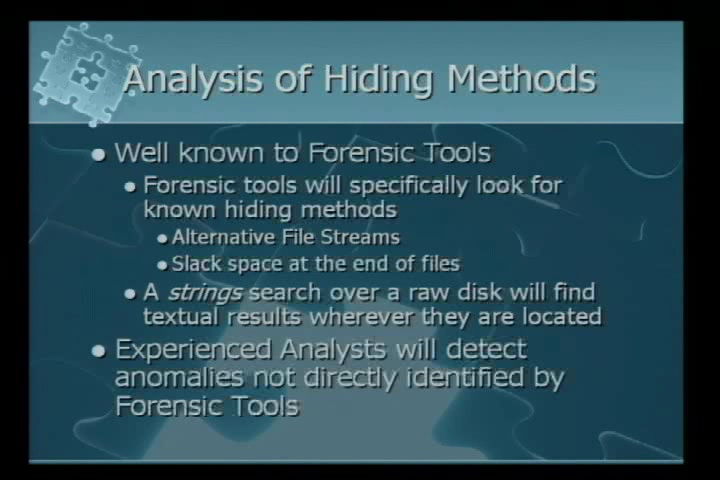 Analysis of Hiding Methods
Well known to Forensic Tools
Forensic tools will specifically look for
known hiding methods
Alternative File Streams
Slack space at the end of files
A strings search over a raw disk will find
textual results wherever they are located
Experienced Analysts will detect
anomalies not directly identified by
Forensic Tools